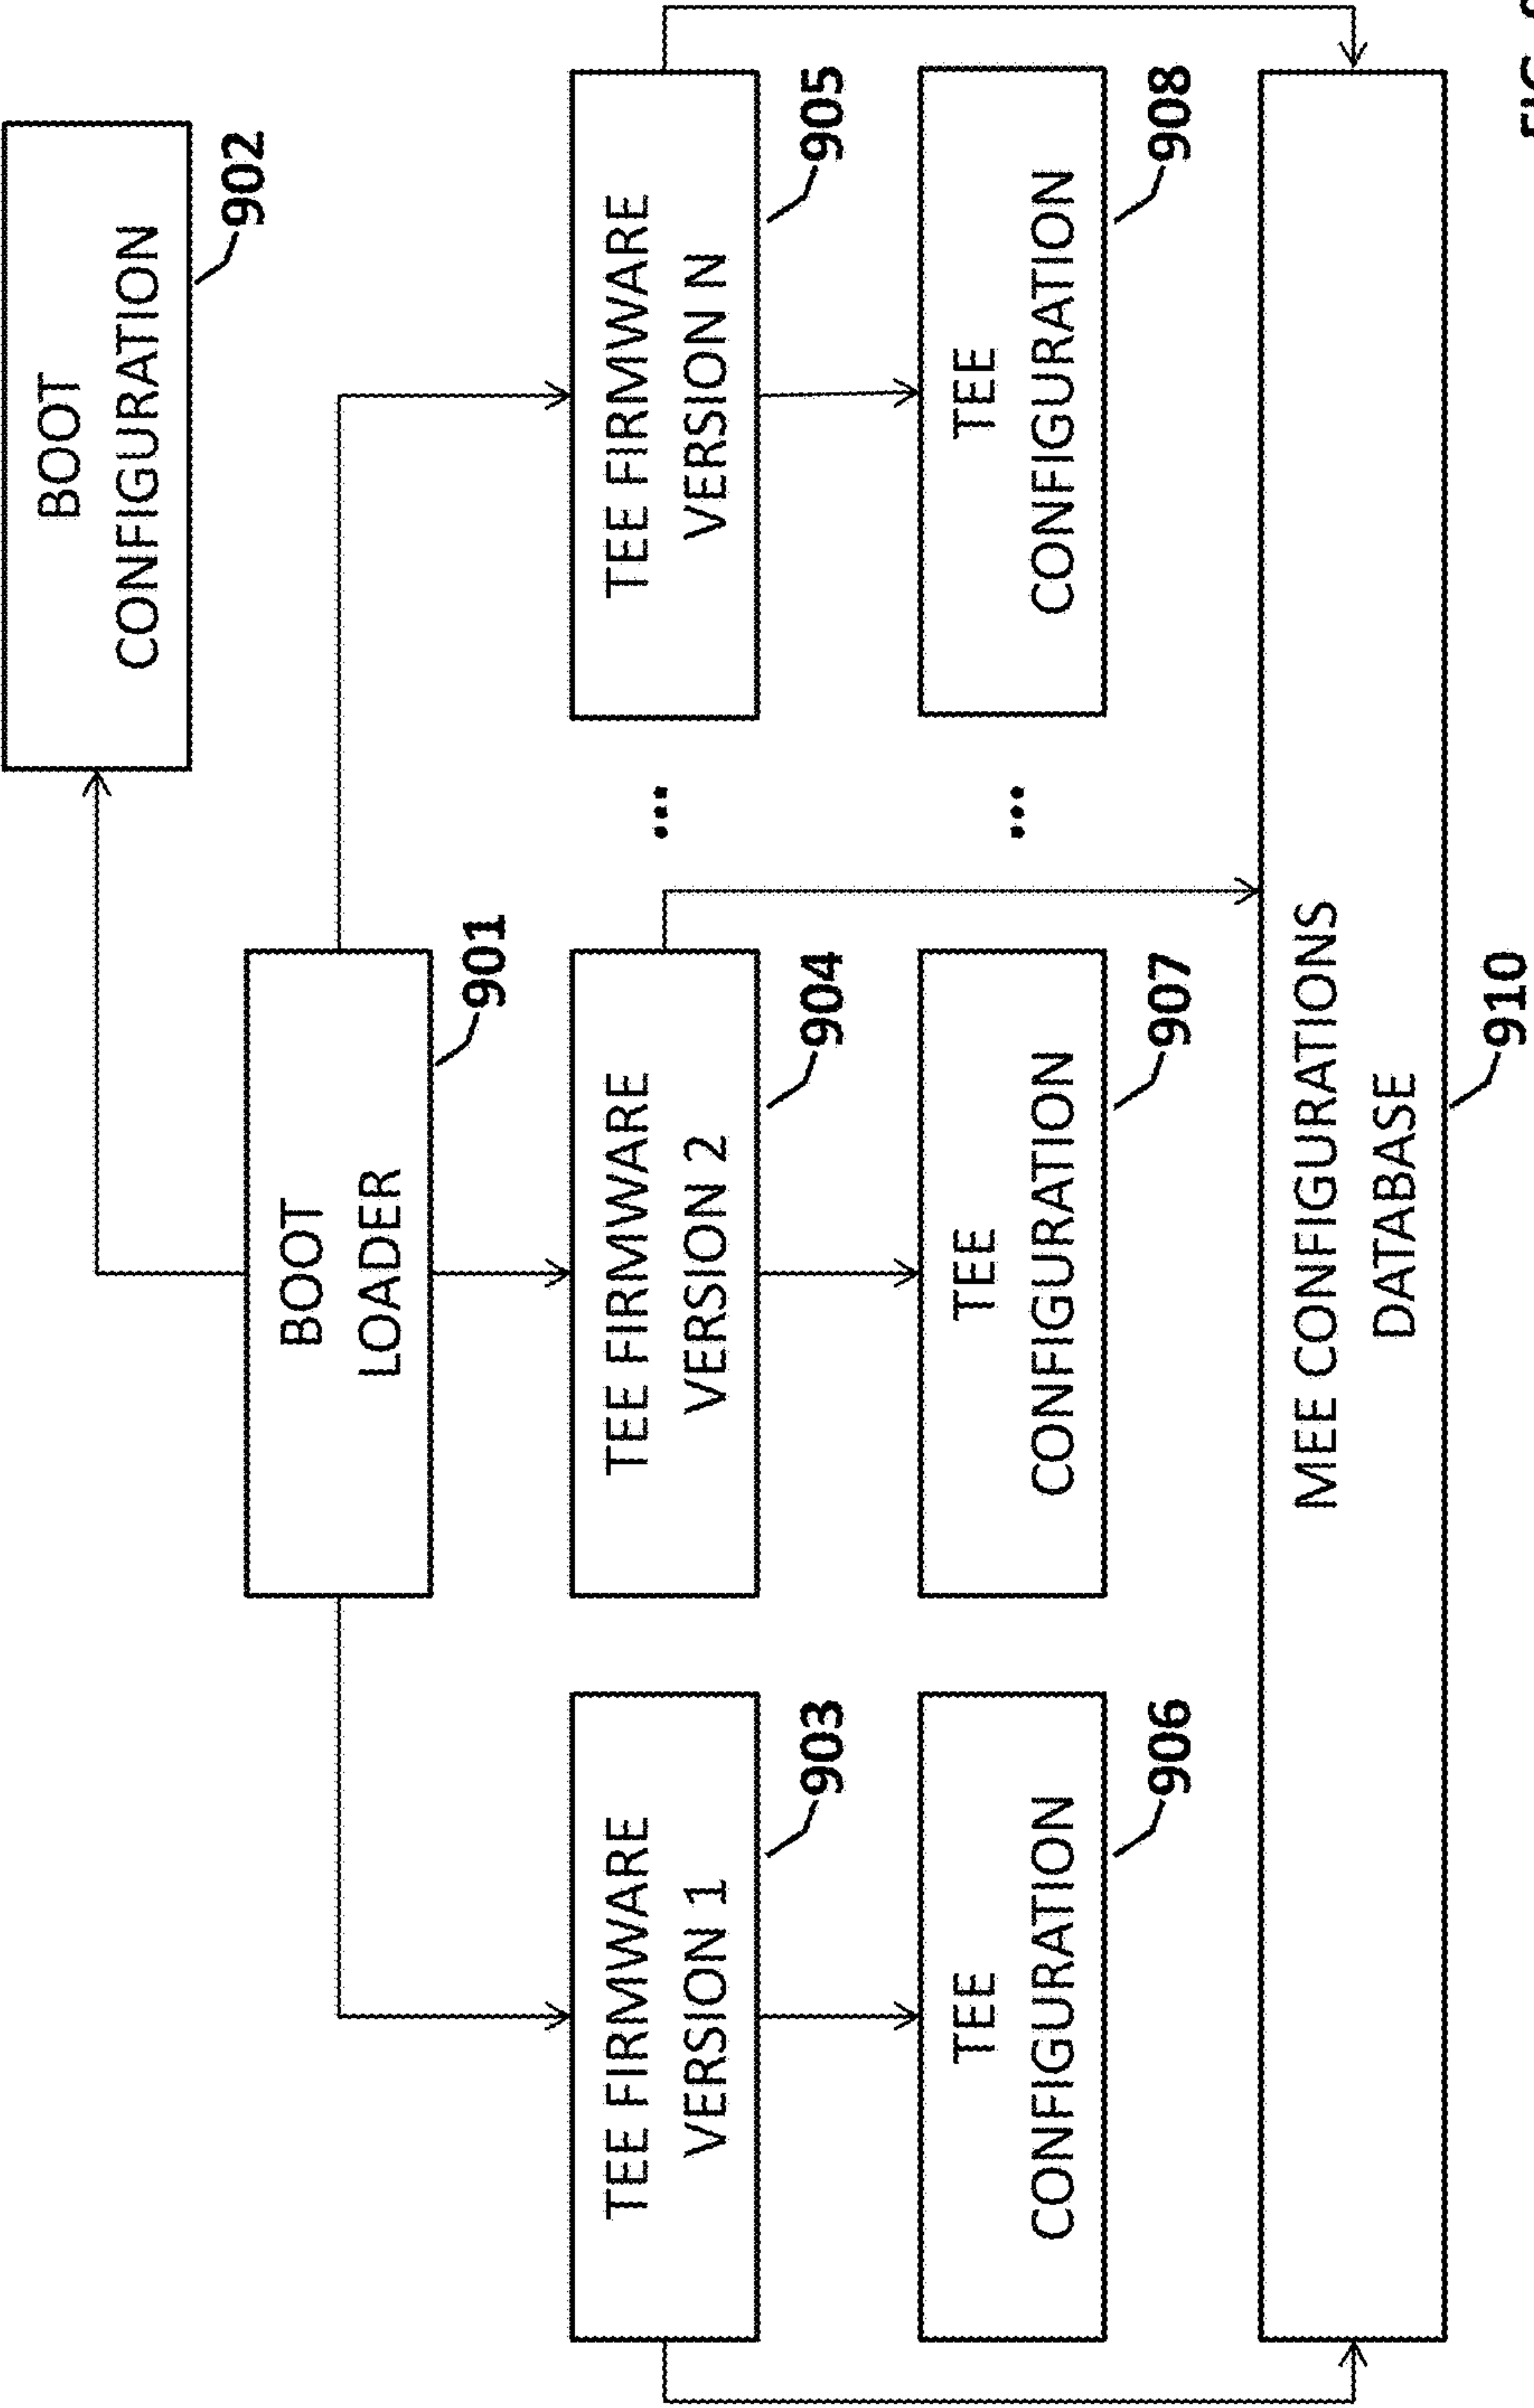 BOOT
CONFIGURATION
902
BOOT
LOADER
901
TEE FIRMWARE
VERSION 1
903
TEE FIRMWARE
VERSION 2
904
...
TEE FIRMWARE
VERSION N
905
TEE
CONFIGURATION
906
TEE
CONFIGURATION
907
...
TEE
CONFIGURATION
908
MEE CONFIGURATIONS
DATABASE
910